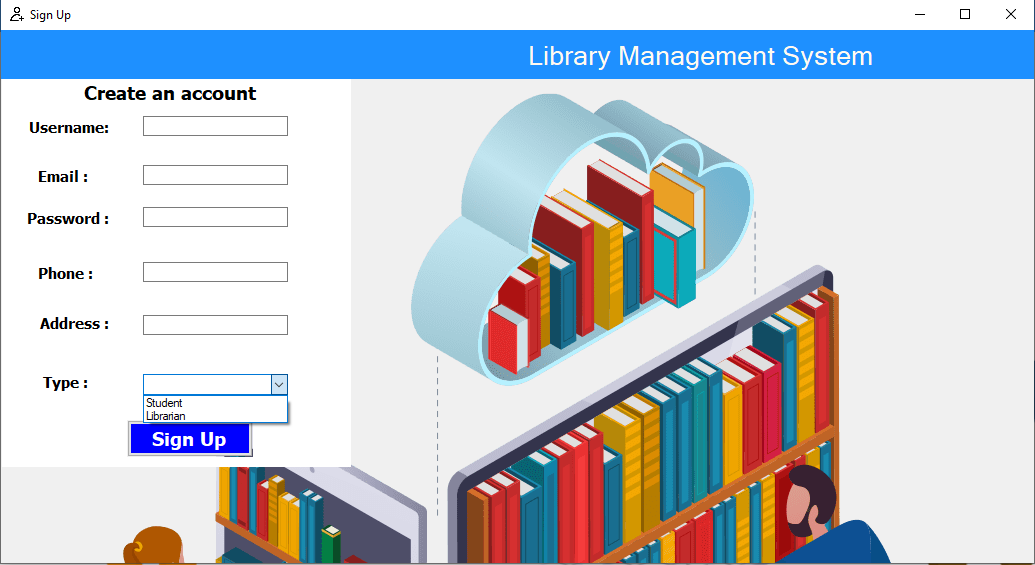 Sign Up
Library Management System
Create an account
Username:
Email :
Password :
Phone :
Address :
Type :
Student
Librarian
Sign Up